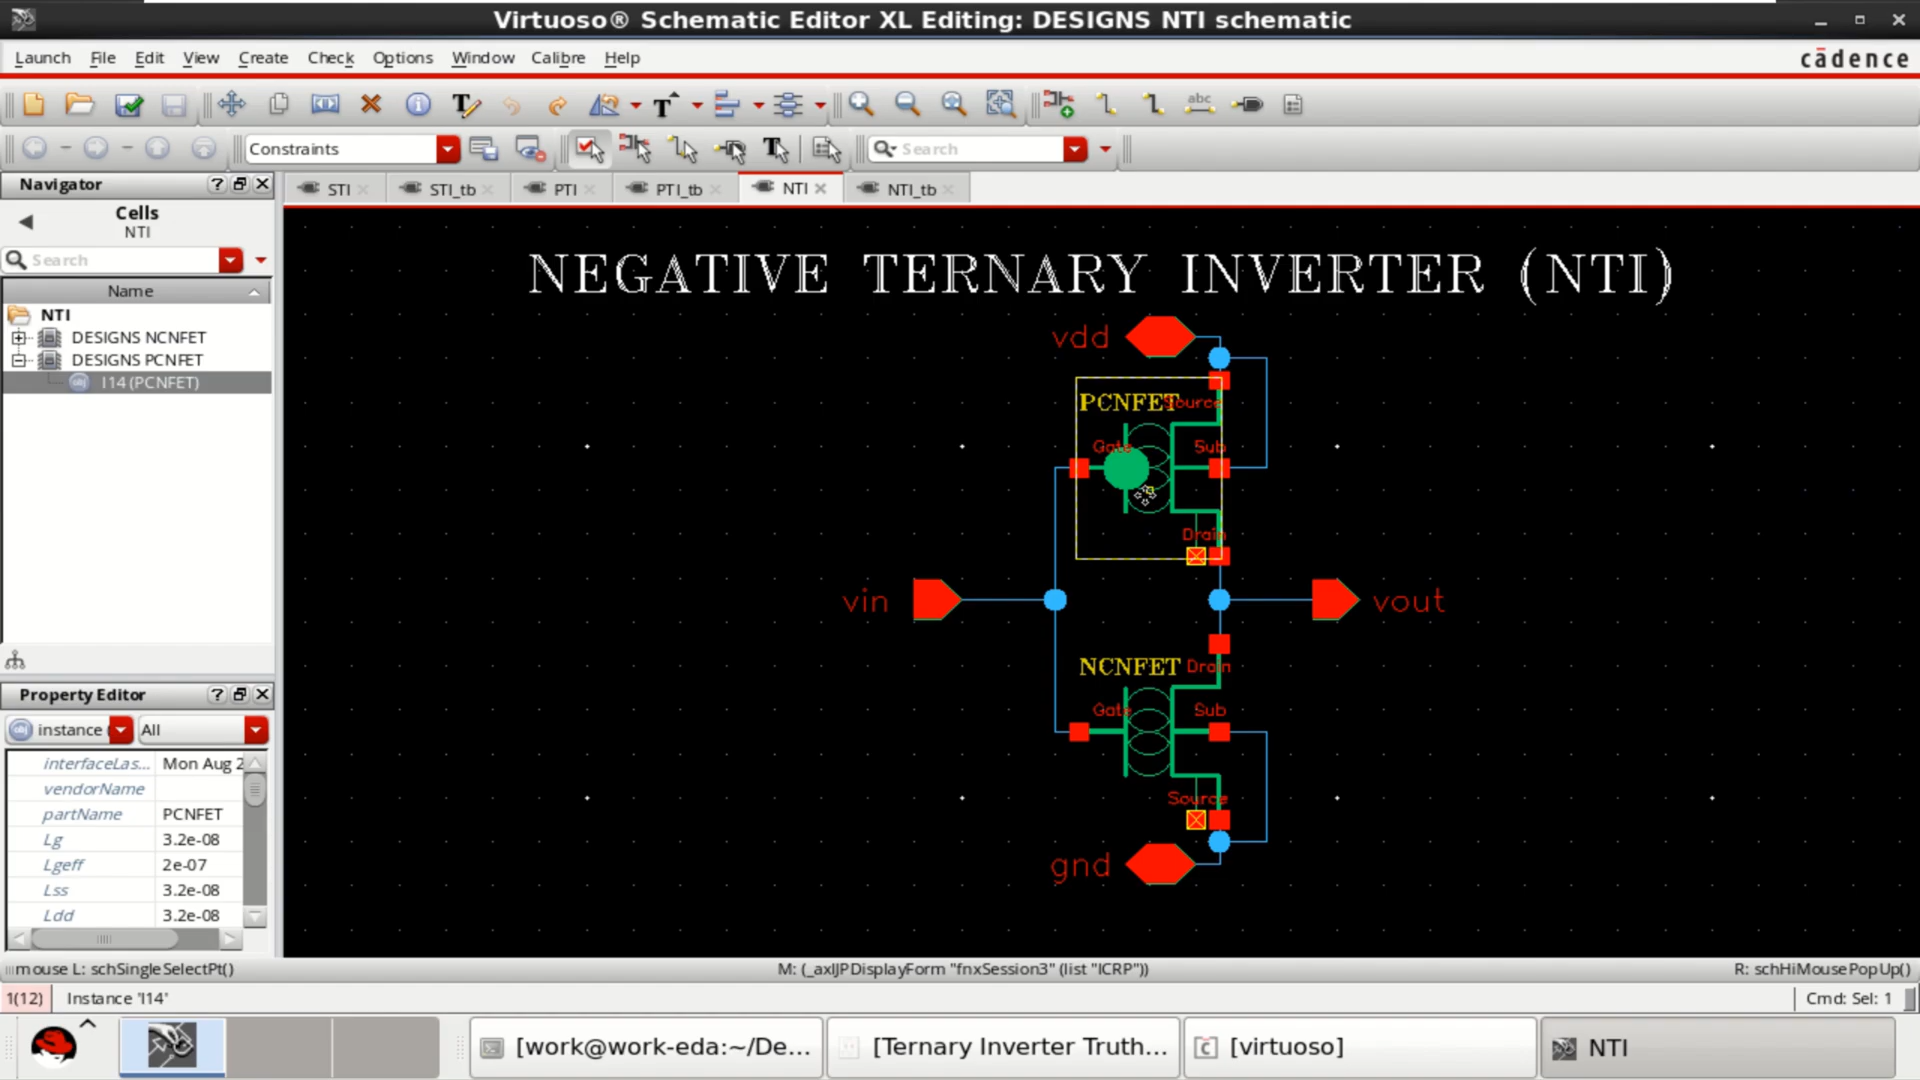 Virtuoso® Schematic Editor XL Editing: DESIGNS NTI schematic
Launch File Edit View Create Check Options Window Calibre Help
cādence
Constraints
Search
Navigator
STI STI_tb PTI PTI_tb NTI NTI_tb
Cells
NTI
Search
Name
NTI
DESIGNS NCNFET
DESIGNS PCNFET
I14 (PCNFET)
NEGATIVE TERNARY INVERTER (NTI)
vdd
PCNFET Source
Gate Sub
Drain
vin
vout
NCNFET Drain
Gate Sub
Source
gnd
Property Editor
instance ( All
interfaceLas... Mon Aug 2
vendorName
partName PCNFET
Lg 3.2e-08
Lgeff 2e-07
Lss 3.2e-08
Ldd 3.2e-08
mouse L: schSingleSelectPt()
M: (_axlJPDisplayForm "fnxSession3" (list "ICRP"))
R: schHiMousePopUp()
1(12) Instance 'I14'
Cmd: Sel: 1
[work@work-eda:~/De...
[Ternary Inverter Truth...
[virtuoso]
NTI